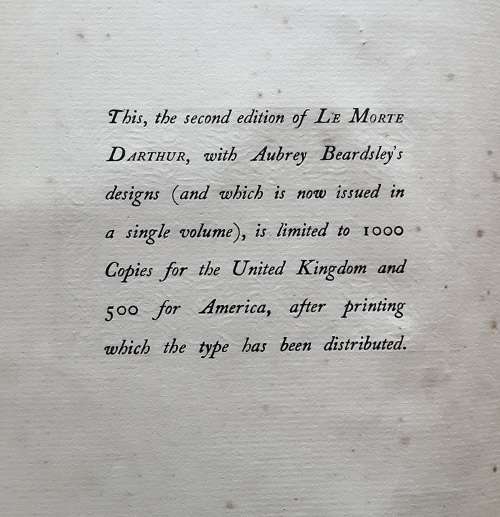 This, the second edition of LE MORTE
DARTHUR, with Aubrey Beardsley's
designs (and which is now issued in
a single volume), is limited to 1000
Copies for the United Kingdom and
500 for America, after printing
which the type has been distributed.